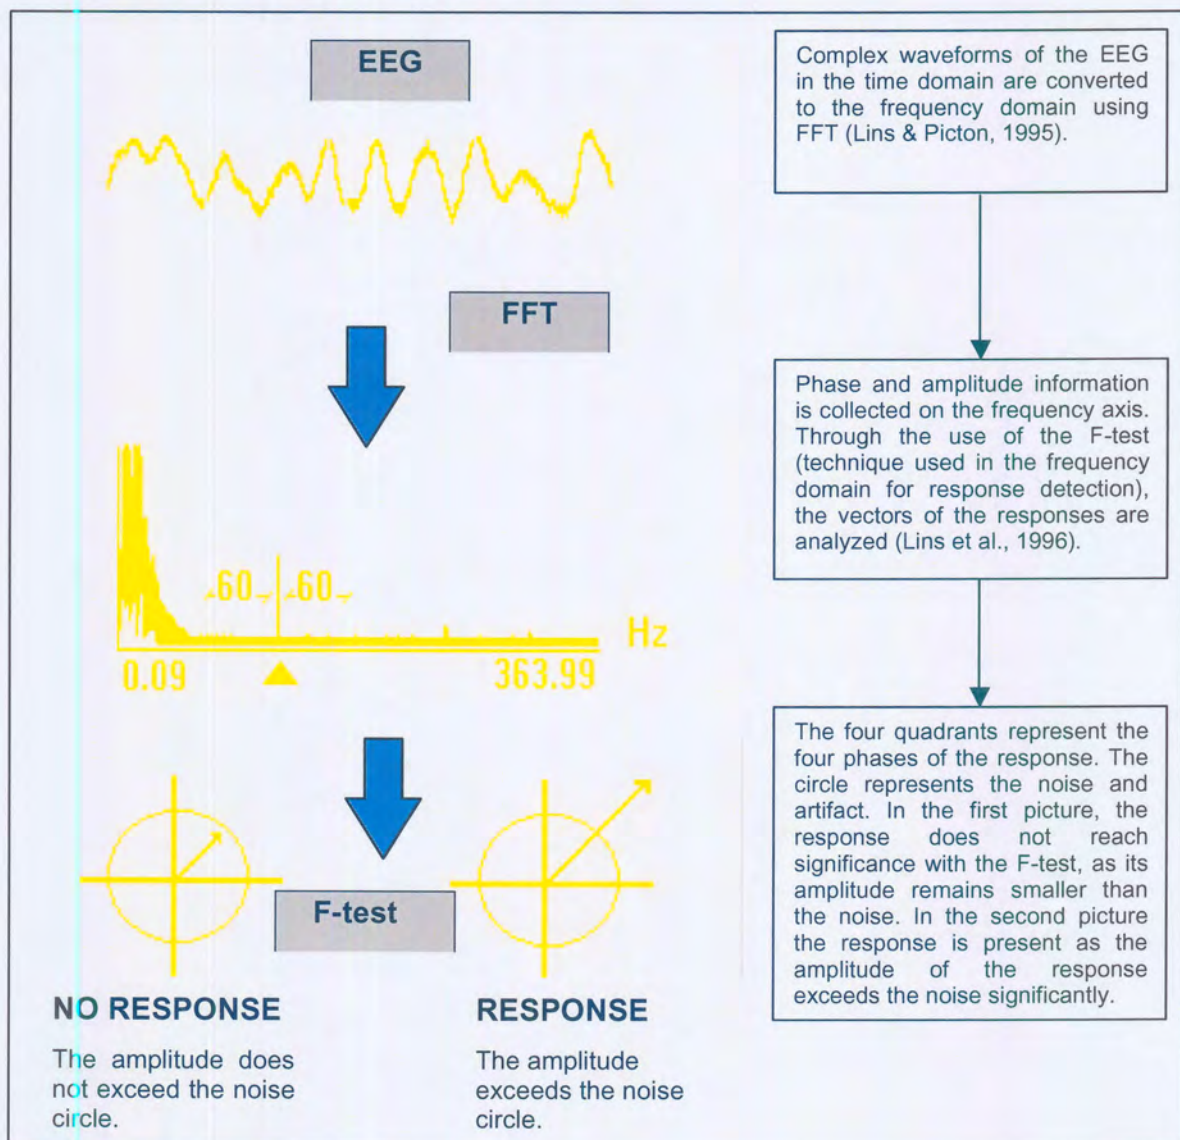 EEG
Complex waveforms of the EEG
in the time domain are converted
to the frequency domain using
FFT (Lins & Picton, 1995).
FFT
Phase and amplitude information
is collected on the frequency axis.
Through the use of the F-test
(technique used in the frequency
domain for response detection),
the vectors of the responses are
analyzed (Lins et al., 1996).
60 60
Hz
0.09 363.99
The four quadrants represent the
four phases of the response. The
circle represents the noise and
artifact. In the first picture, the
response does not reach
significance with the F-test, as its
amplitude remains smaller than
the noise. In the second picture
the response is present as the
amplitude of the response
exceeds the noise significantly.
F-test
NO RESPONSE
The amplitude does
not exceed the noise
circle.
RESPONSE
The amplitude
exceeds the noise
circle.